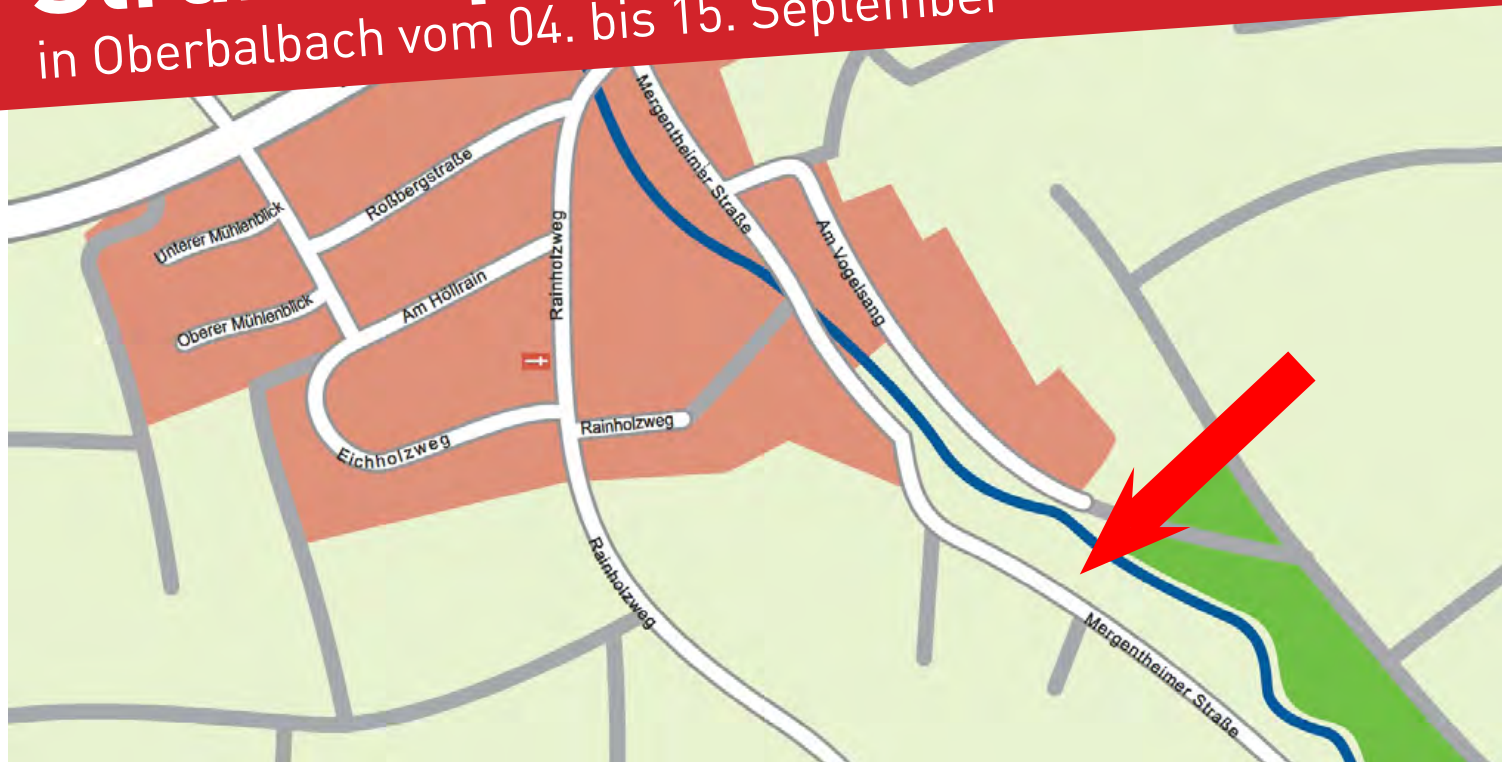 in Oberbalbach vom 04. bis 15. September
Mergentheimer Straße
Roßbergstraße
Unterer Mühlenblick
Rainholzweg
Am Vogelsang
Am Höllrain
Oberer Mühlenblick
Rainholzweg
Eichholzweg
Rainholzweg
Mergentheimer Straße